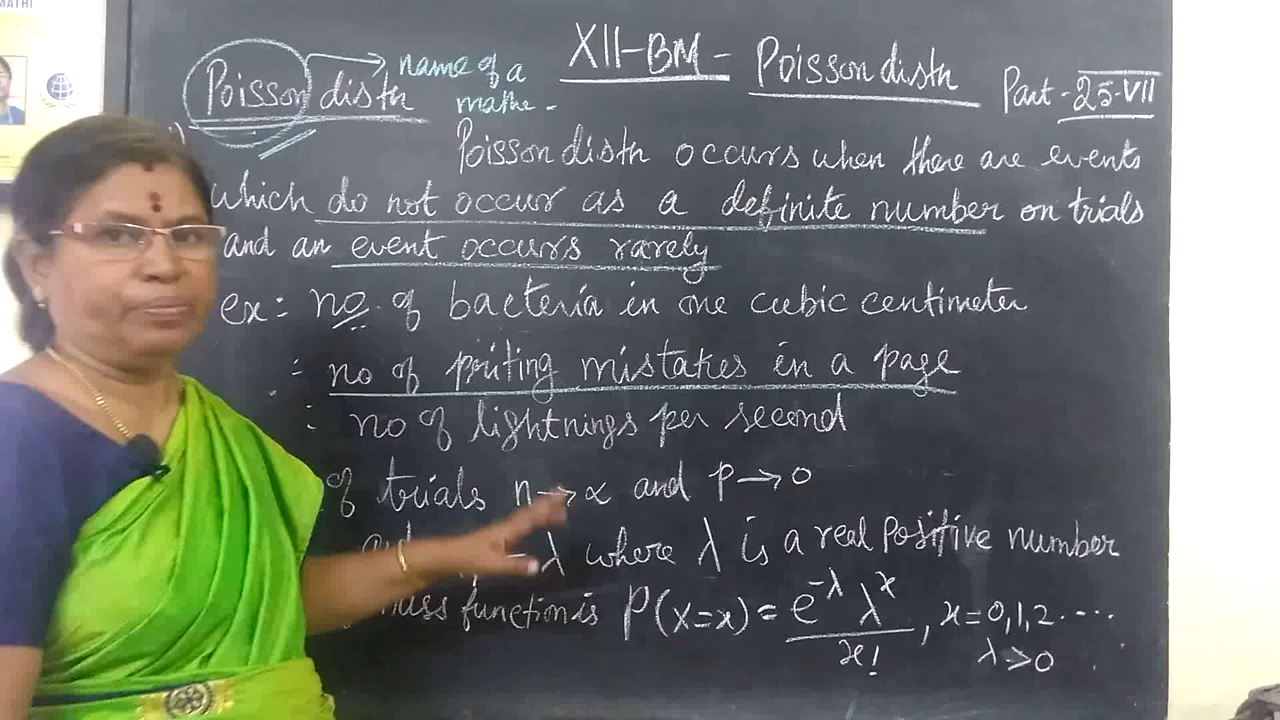 MATHI
XII-BM - Poisson distn Part - 25-VII
Poisson distn → name of a
mathe -
Poisson distn occurs when there are events
which do not occur as a definite number on trials
and an event occurs rarely
ex: no. of bacteria in one cubic centimeter
: no of priting mistakes in a page
: no of lightnings per second
of trials n→∝ and p→0
λ where λ is a real positive number
mass function is P(X=x) = e^-λ λ^x / x!, x=0,1,2....
λ>0